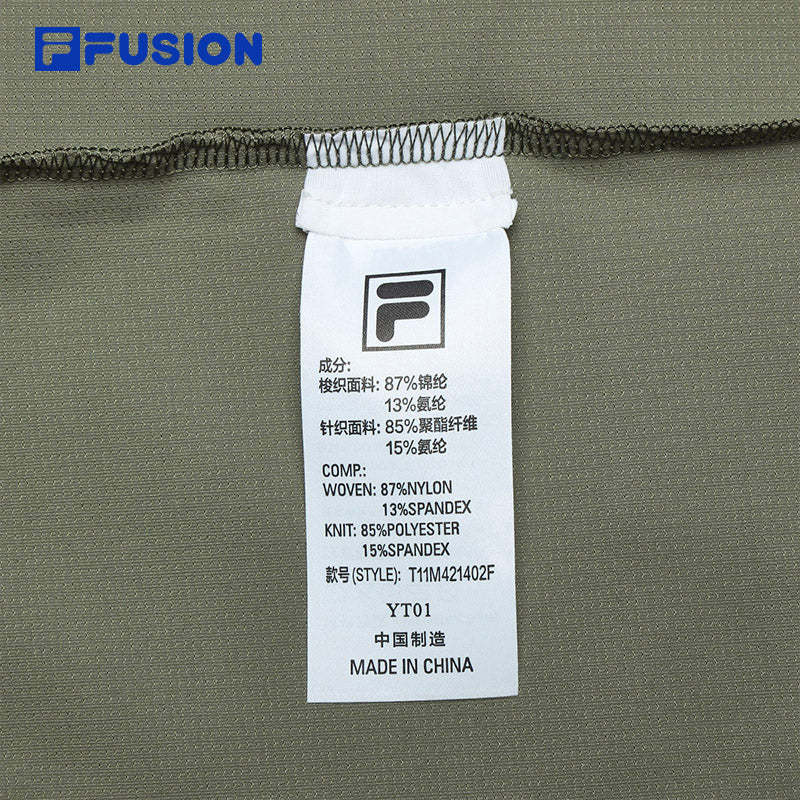 FUSION
成分:
梭织面料: 87%锦纶
13%氨纶
针织面料: 85%聚酯纤维
15%氨纶
COMP.:
WOVEN: 87%NYLON
13%SPANDEX
KNIT: 85%POLYESTER
15%SPANDEX
款号(STYLE): T11M421402F
YT01
中国制造
MADE IN CHINA